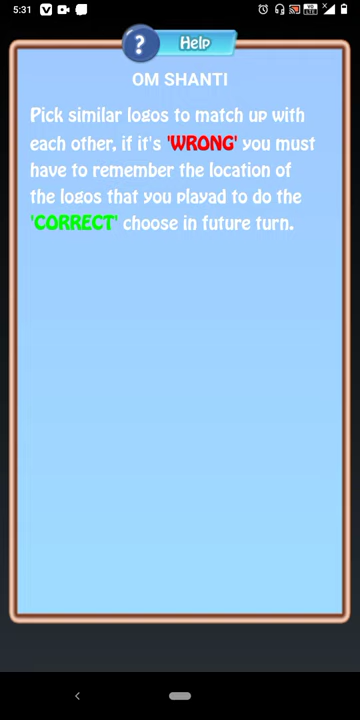 5:31
Help
OM SHANTI
Pick similar logos to match up with
each other, if it's 'WRONG' you must
have to remember the location of
the logos that you playad to do the
'CORRECT' choose in future turn.